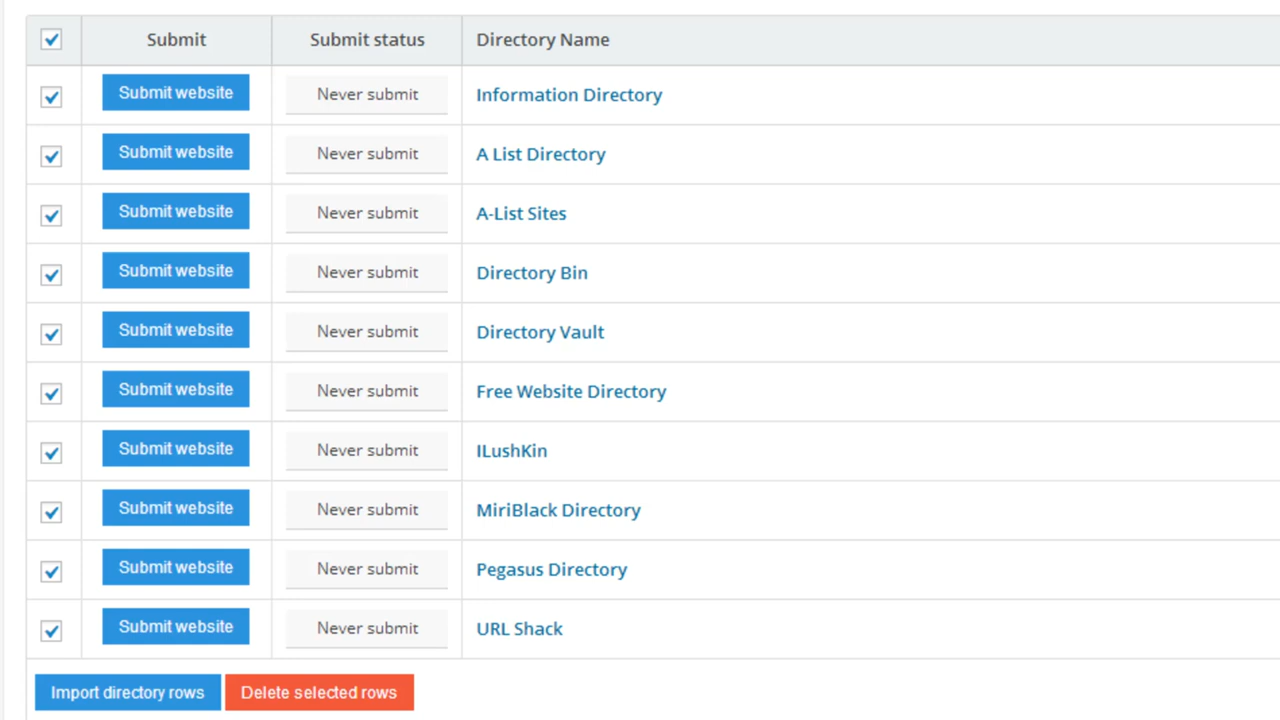 Submit Submit status Directory Name
Submit website Never submit Information Directory
Submit website Never submit A List Directory
Submit website Never submit A-List Sites
Submit website Never submit Directory Bin
Submit website Never submit Directory Vault
Submit website Never submit Free Website Directory
Submit website Never submit ILushKin
Submit website Never submit MiriBlack Directory
Submit website Never submit Pegasus Directory
Submit website Never submit URL Shack
Import directory rows Delete selected rows